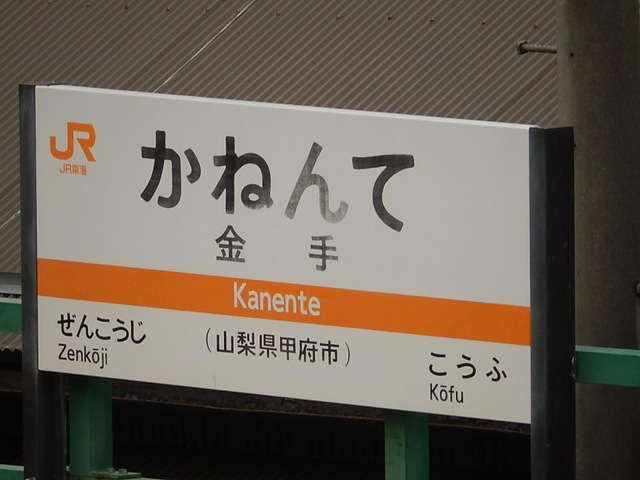 JR
JR東海
かねんて
金手
Kanente
ぜんこうじ
Zenkōji
(山梨県甲府市)
こうふ
Kōfu